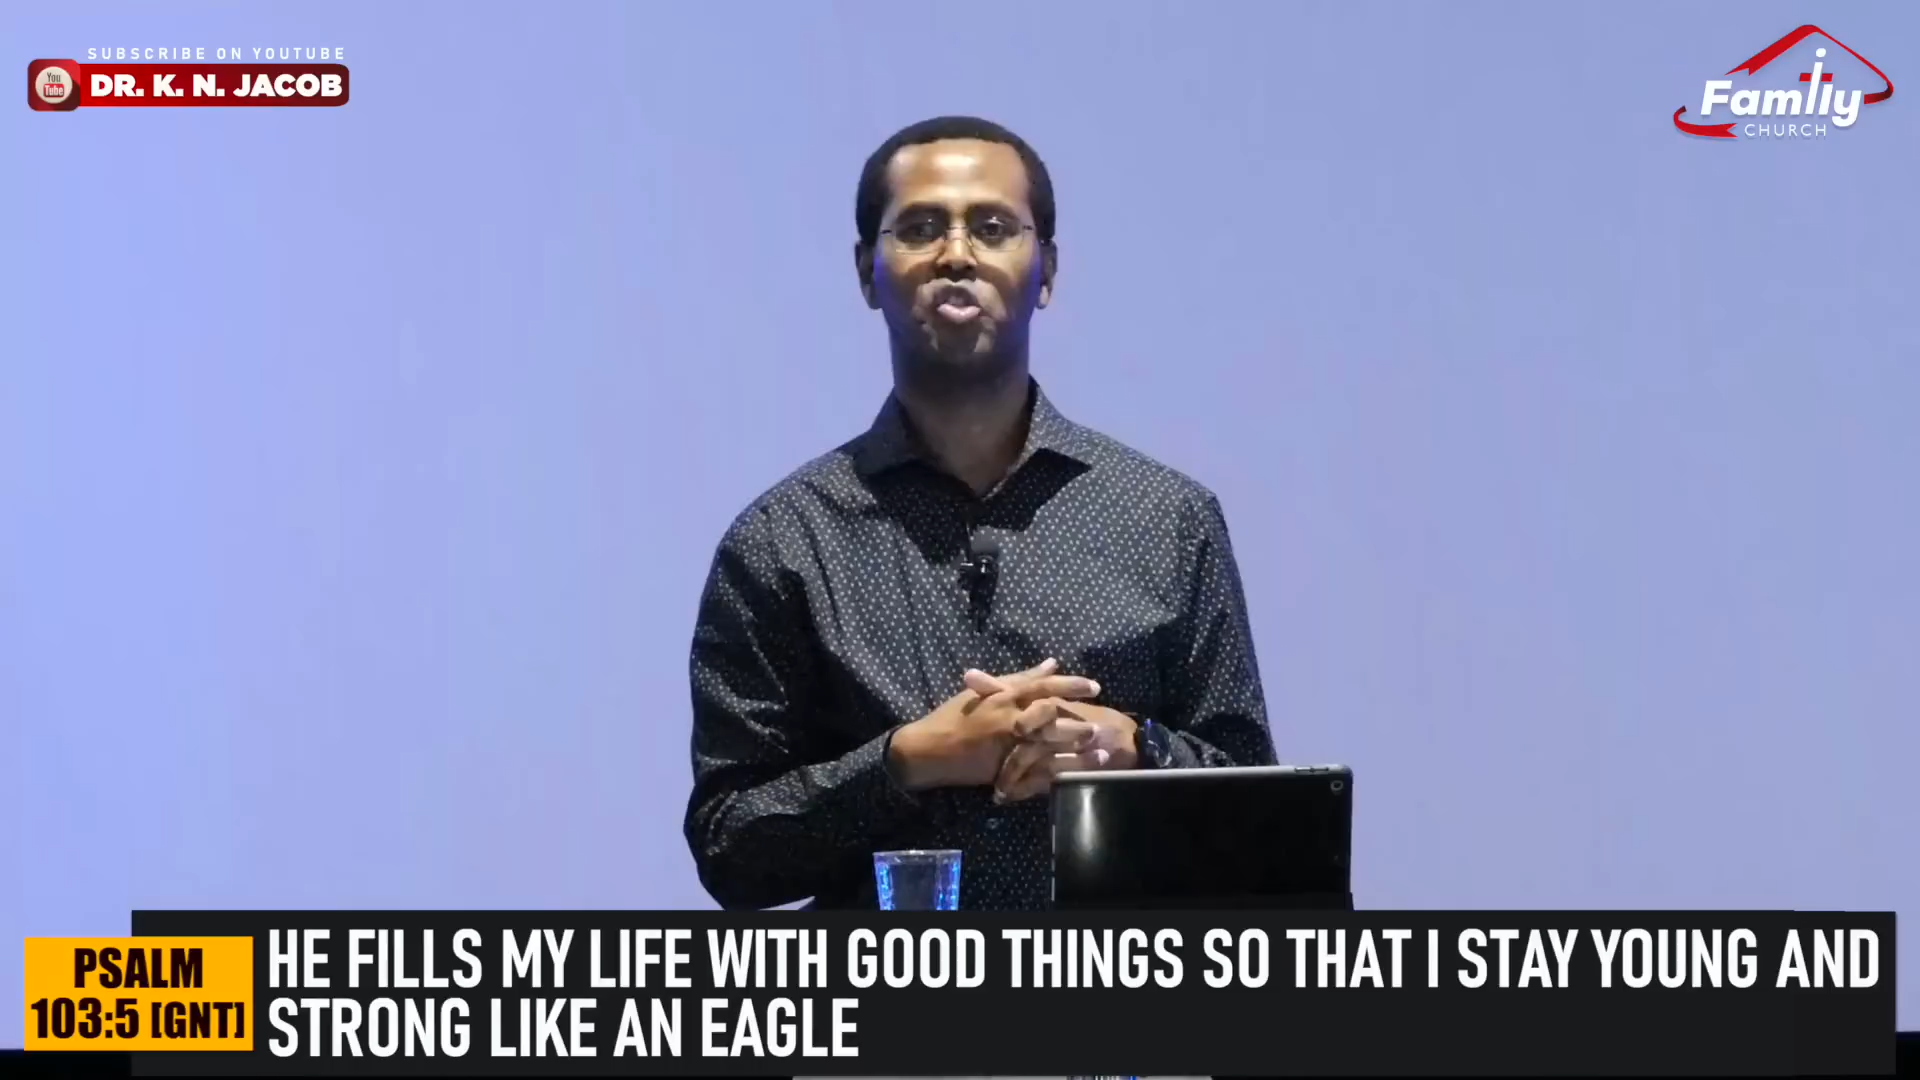 SUBSCRIBE ON YOUTUBE
You
Tube
DR. K. N. JACOB
Family
CHURCH
PSALM
103:5 [GNT]
HE FILLS MY LIFE WITH GOOD THINGS SO THAT I STAY YOUNG AND
STRONG LIKE AN EAGLE